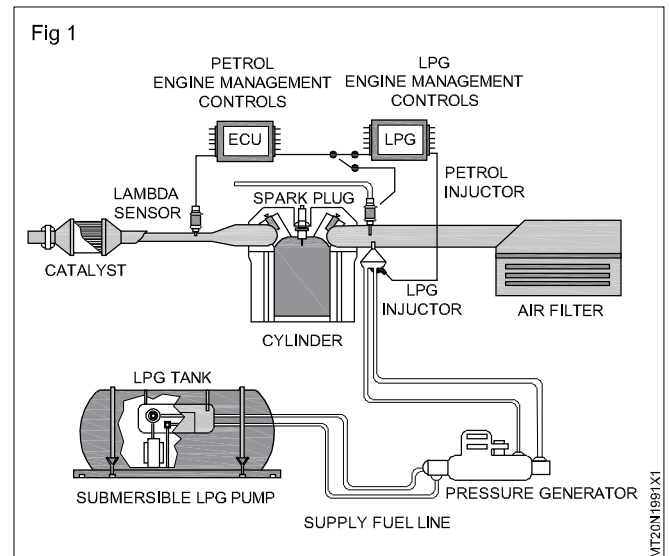 Fig 1
PETROL
ENGINE MANAGEMENT
CONTROLS
LPG
ENGINE MANAGEMENT
CONTROLS
ECU
LPG
PETROL
INJUCTOR
LAMBDA
SENSOR
SPARK PLUG
CATALYST
LPG
INJUCTOR
AIR FILTER
CYLINDER
LPG TANK
SUBMERSIBLE LPG PUMP
PRESSURE GENERATOR
SUPPLY FUEL LINE
MT20N1991X1